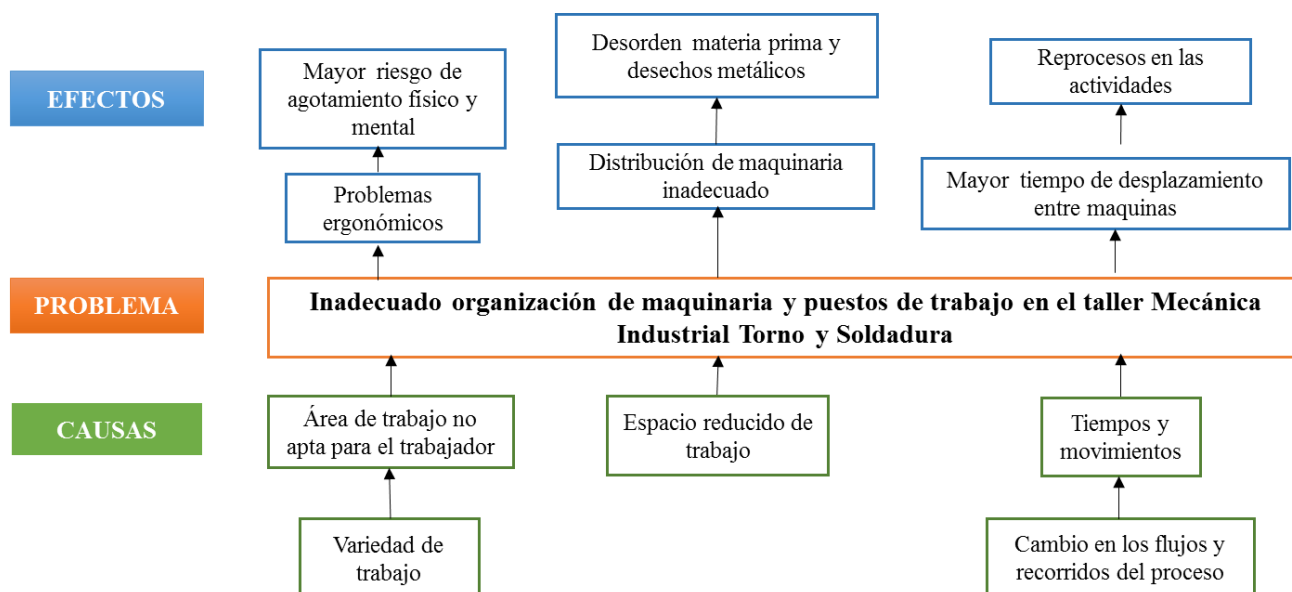 EFECTOS
Mayor riesgo de
agotamiento físico y
mental
Desorden materia prima y
desechos metálicos
Reprocesos en las
actividades
Problemas
ergonómicos
Distribución de maquinaria
inadecuado
Mayor tiempo de desplazamiento
entre maquinas
PROBLEMA
Inadecuado organización de maquinaria y puestos de trabajo en el taller Mecánica
Industrial Torno y Soldadura
CAUSAS
Área de trabajo no
apta para el trabajador
Espacio reducido de
trabajo
Tiempos y
movimientos
Variedad de
trabajo
Cambio en los flujos y
recorridos del proceso